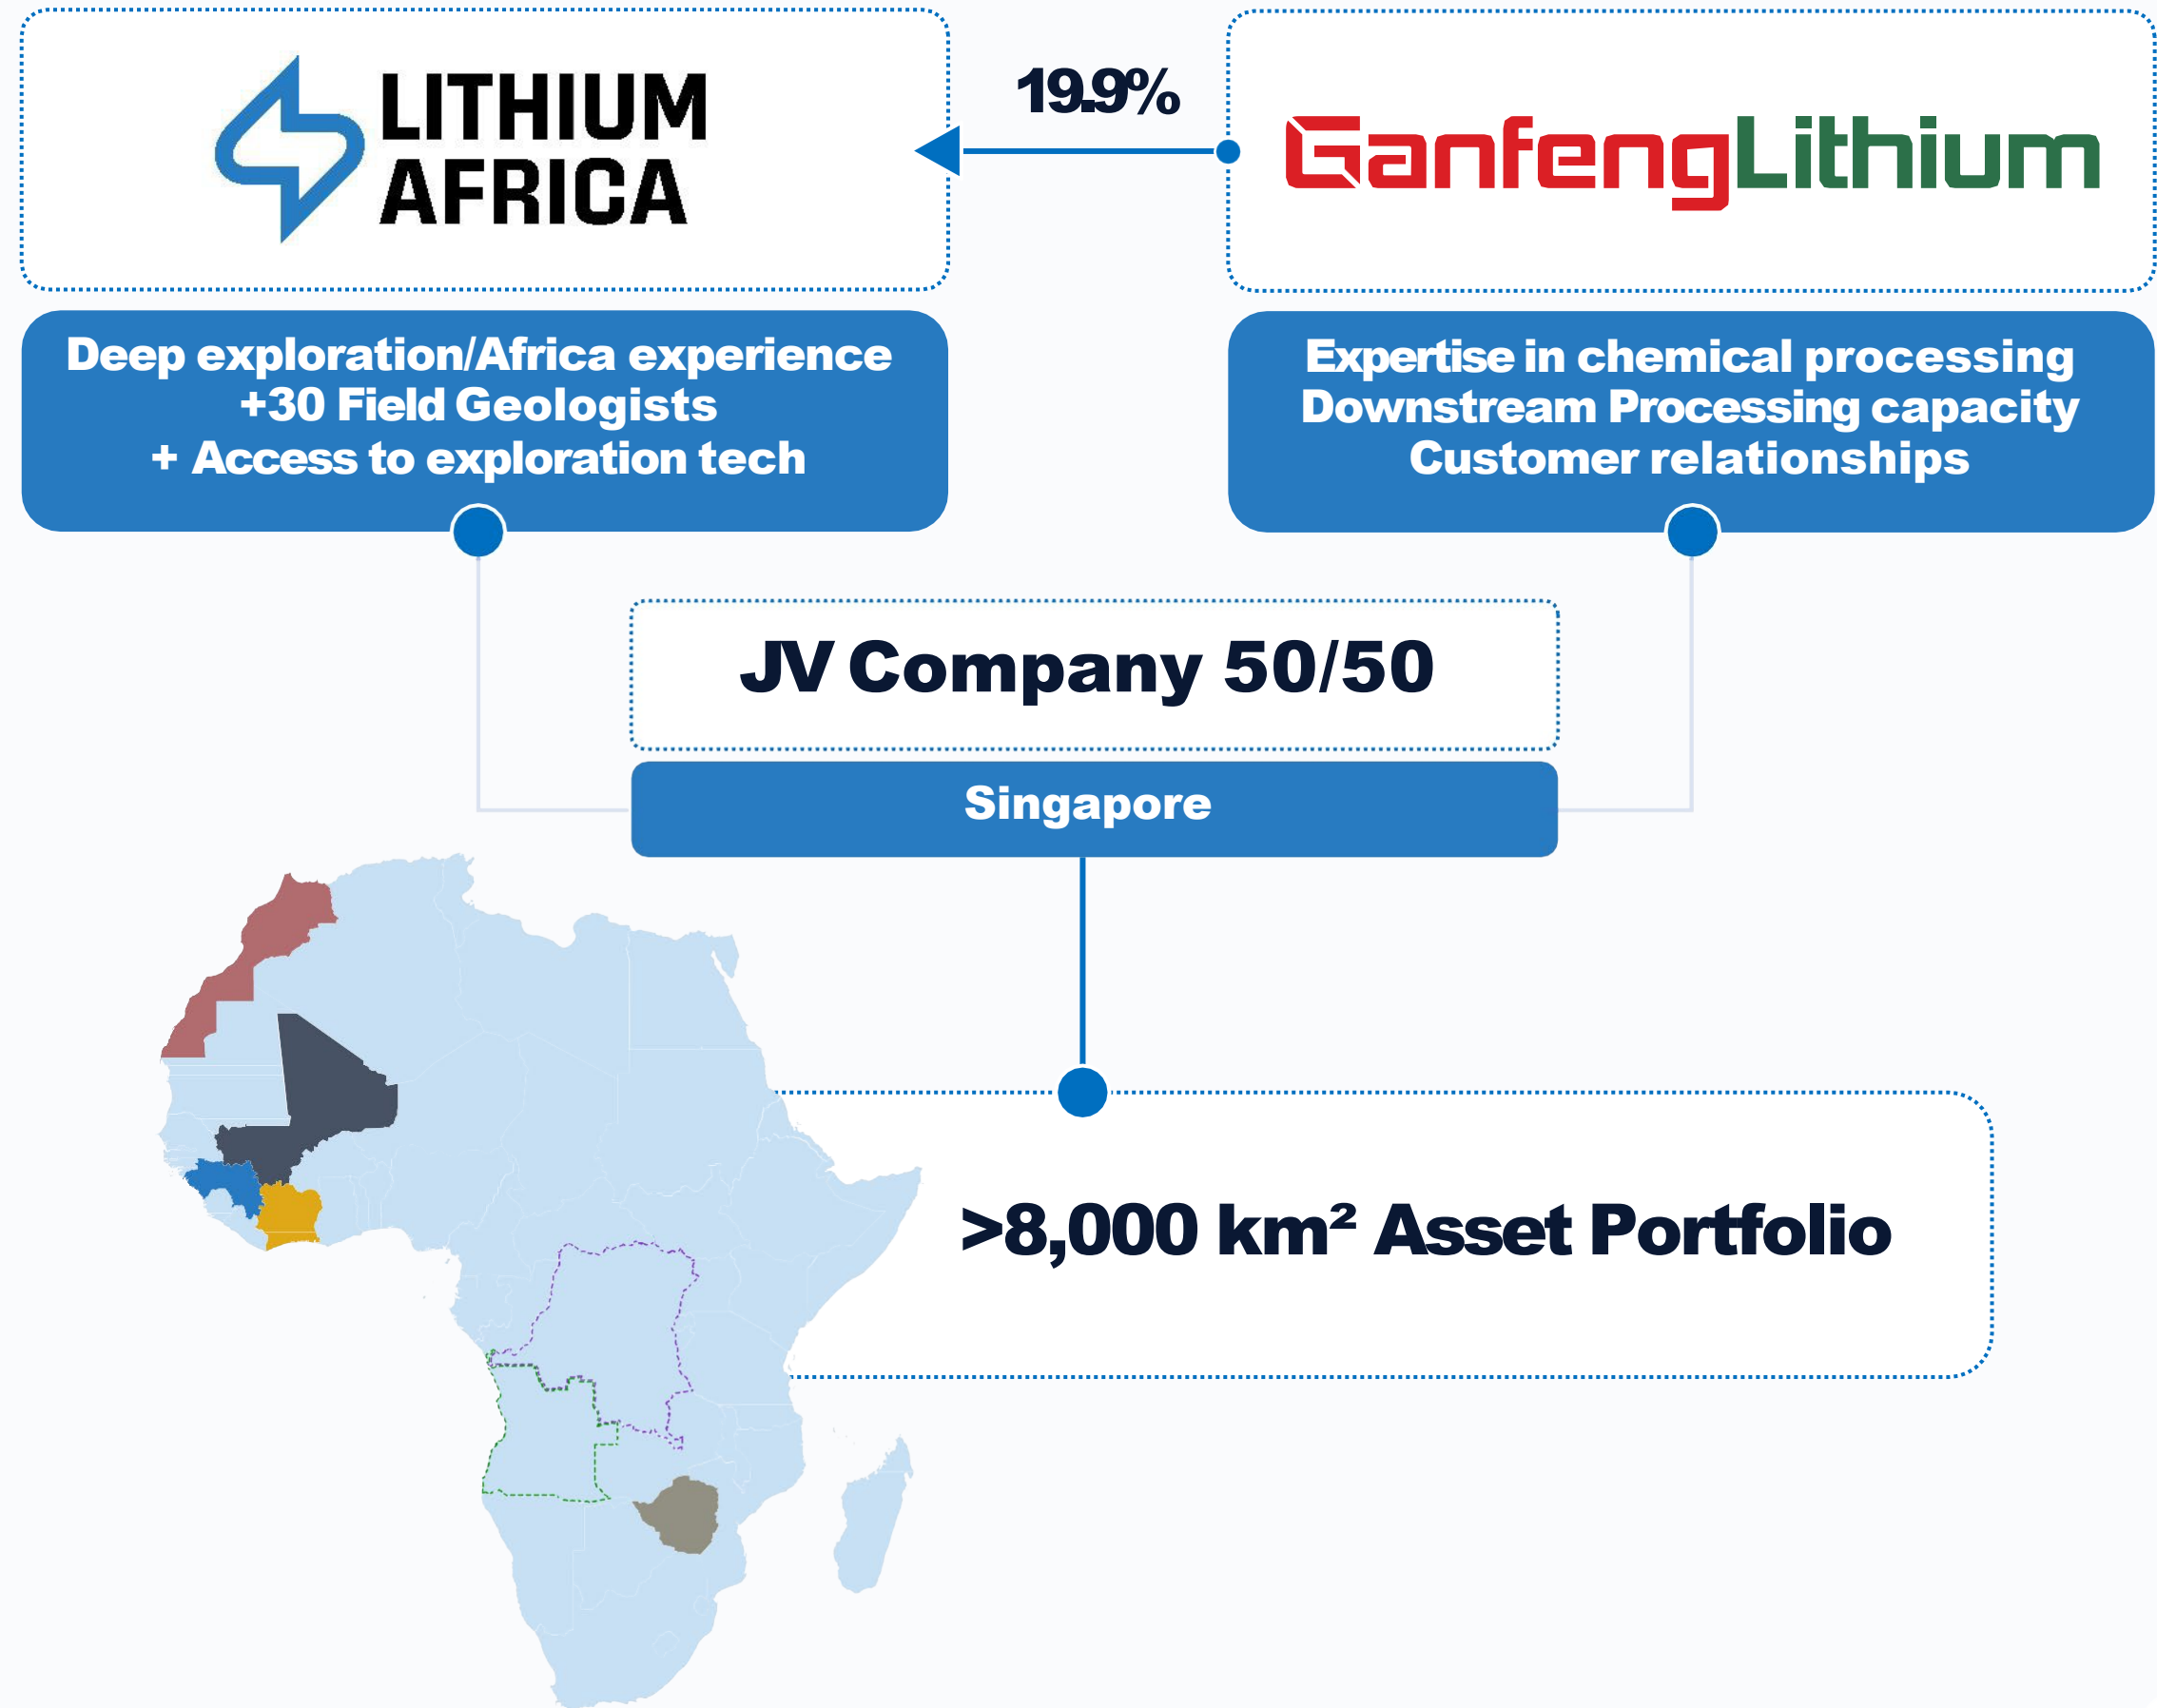 LITHIUM
AFRICA
19.9%
GanfengLithium
Deep exploration/Africa experience
+30 Field Geologists
+ Access to exploration tech
Expertise in chemical processing
Downstream Processing capacity
Customer relationships
JV Company 50/50
Singapore
>8,000 km² Asset Portfolio